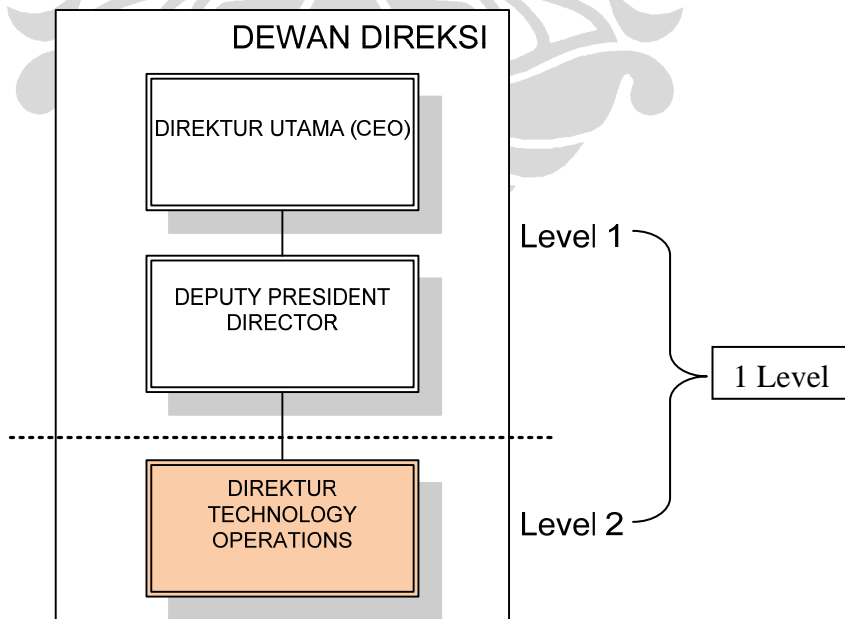 DEWAN DIREKSI
DIREKTUR UTAMA (CEO)
Level 1
DEPUTY PRESIDENT
DIRECTOR
1 Level
DIREKTUR
TECHNOLOGY
OPERATIONS
Level 2